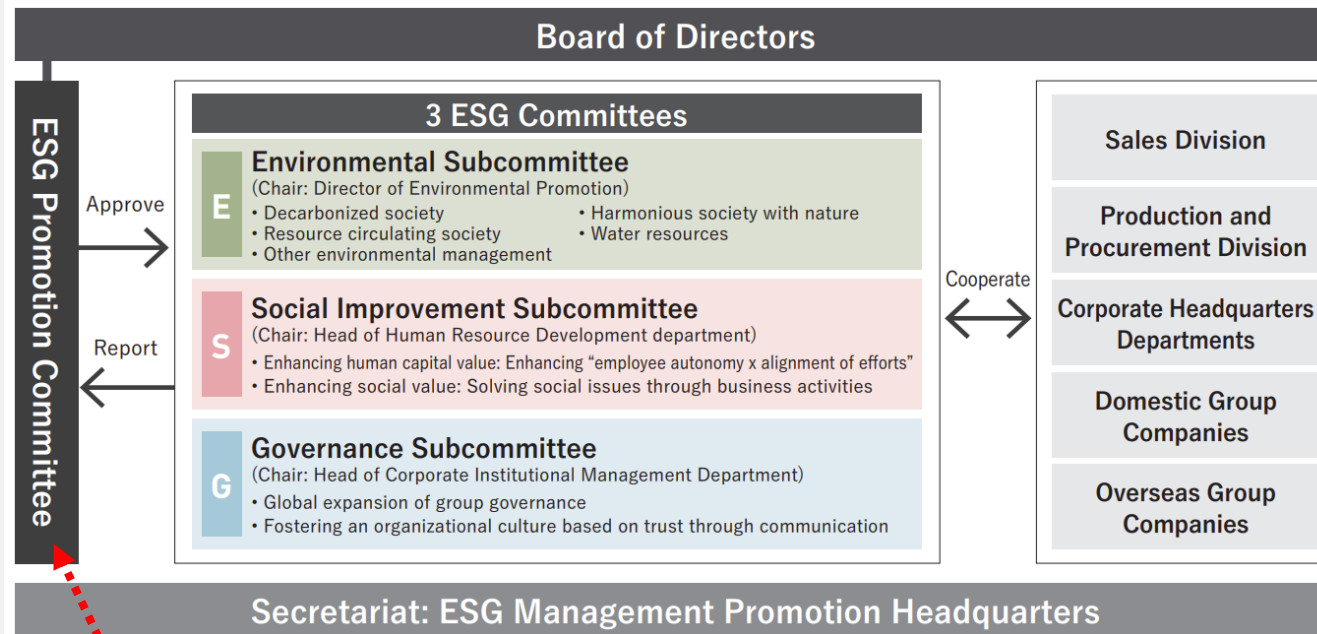 Board of Directors
ESG Promotion Committee
Approve
Report
3 ESG Committees
E
Environmental Subcommittee
(Chair: Director of Environmental Promotion)
• Decarbonized society
• Harmonious society with nature
• Resource circulating society
• Water resources
• Other environmental management
S
Social Improvement Subcommittee
(Chair: Head of Human Resource Development department)
• Enhancing human capital value: Enhancing “employee autonomy x alignment of efforts”
• Enhancing social value: Solving social issues through business activities
G
Governance Subcommittee
(Chair: Head of Corporate Institutional Management Department)
• Global expansion of group governance
• Fostering an organizational culture based on trust through communication
Cooperate
Sales Division
Production and
Procurement Division
Corporate Headquarters
Departments
Domestic Group
Companies
Overseas Group
Companies
Secretariat: ESG Management Promotion Headquarters